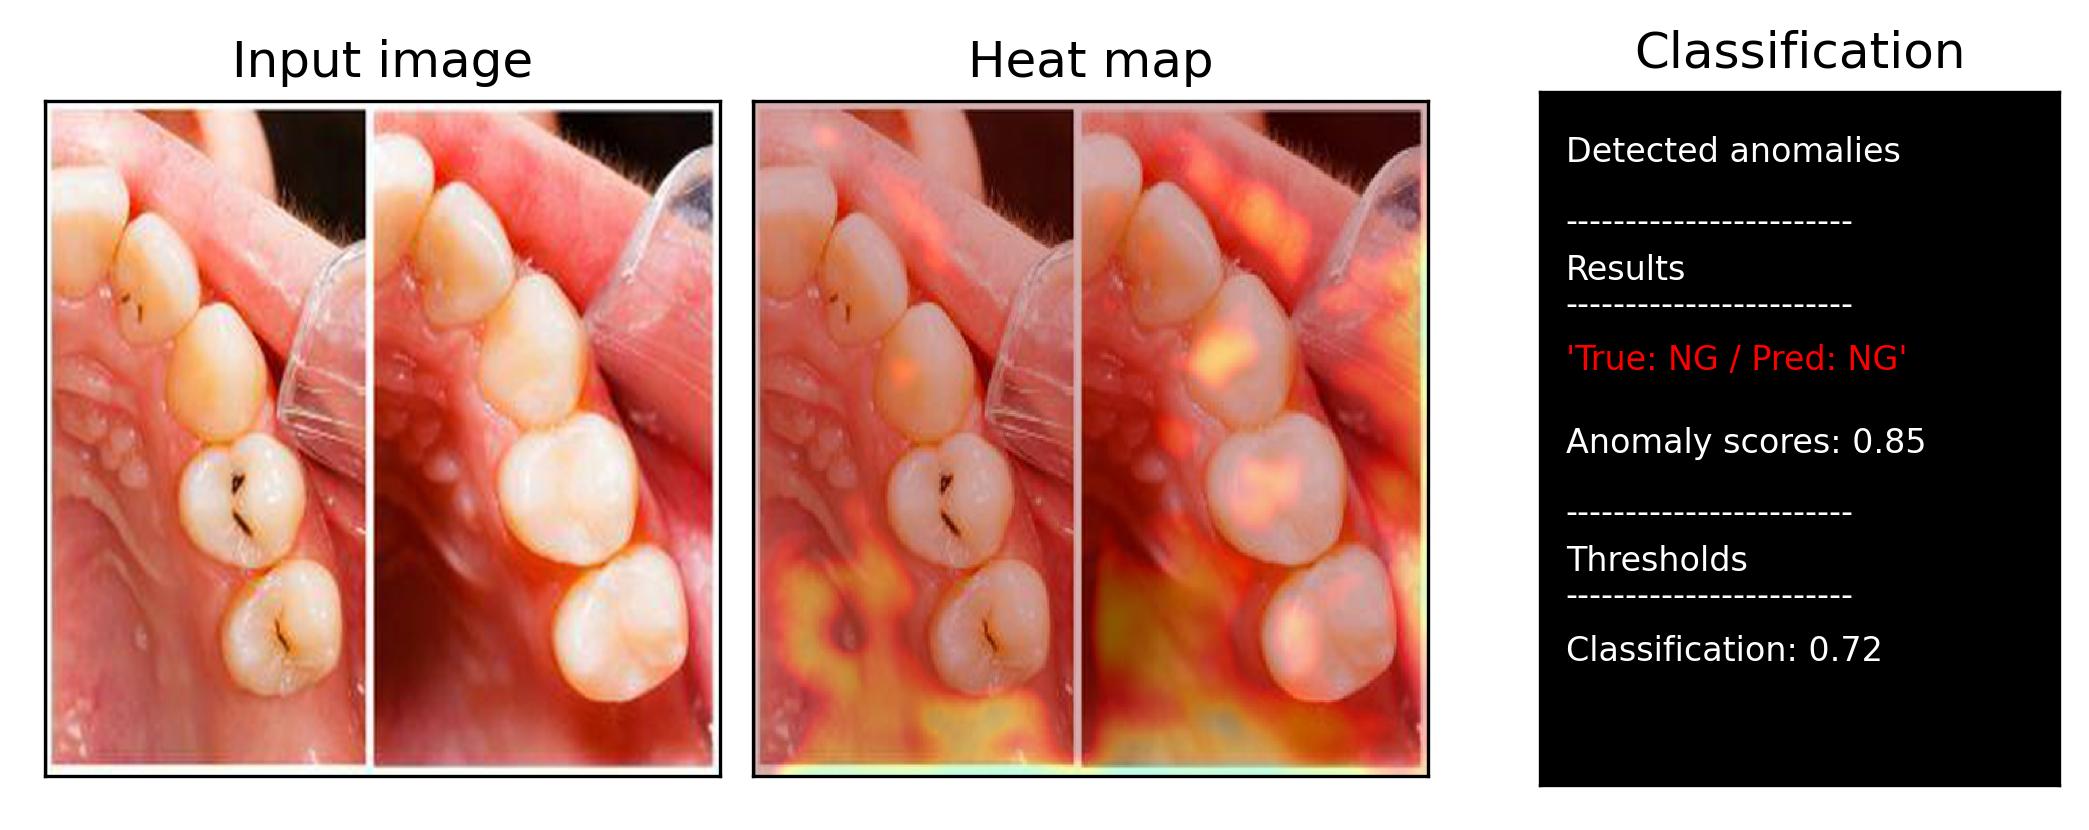 Input image
Heat map
Classification
Detected anomalies
------------------------
Results
------------------------
'True: NG / Pred: NG'
Anomaly scores: 0.85
------------------------
Thresholds
------------------------
Classification: 0.72